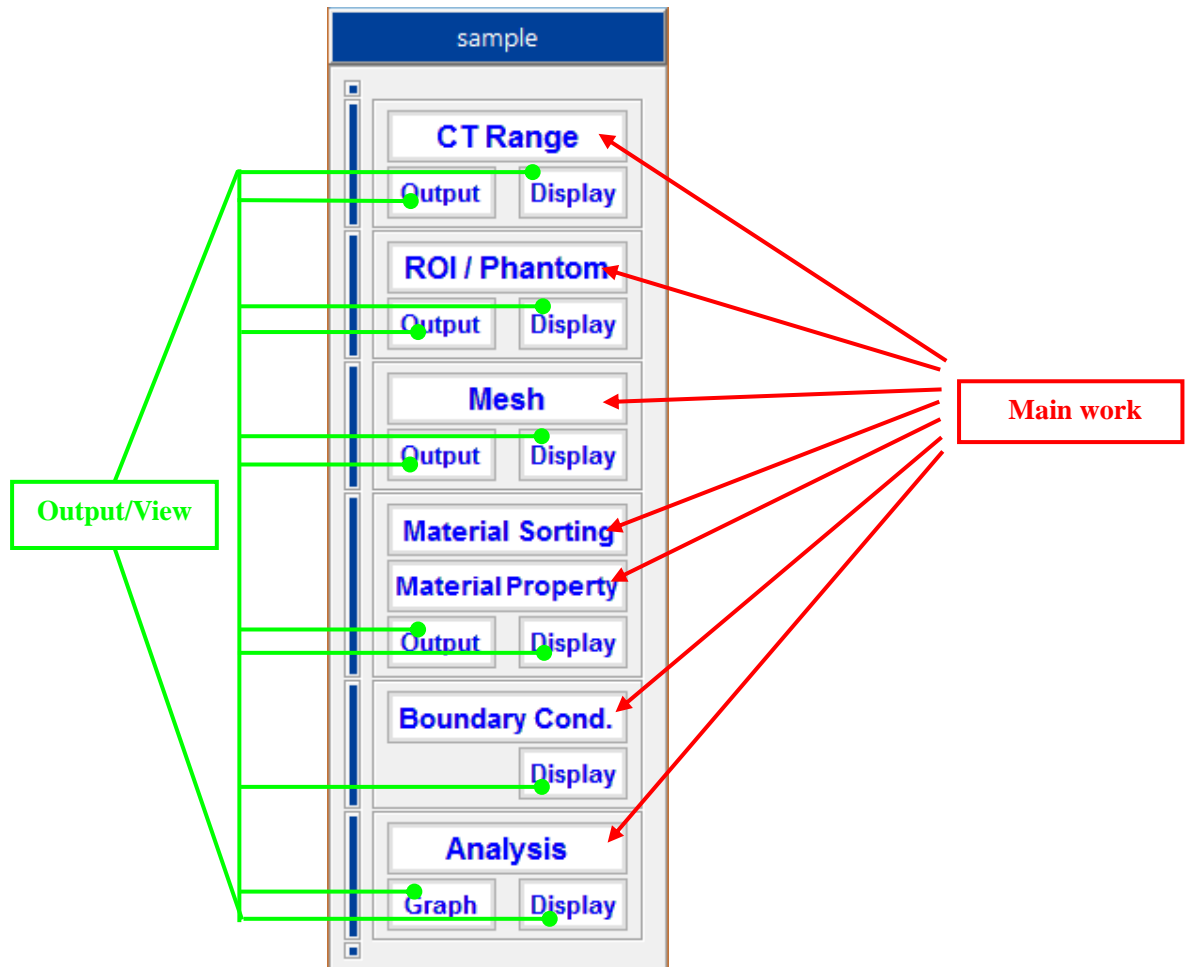 sample
CT Range
Output Display
ROI / Phantom
Output Display
Mesh
Output Display
Main work
Output/View
Material Sorting
Material Property
Output Display
Boundary Cond.
Display
Analysis
Graph Display